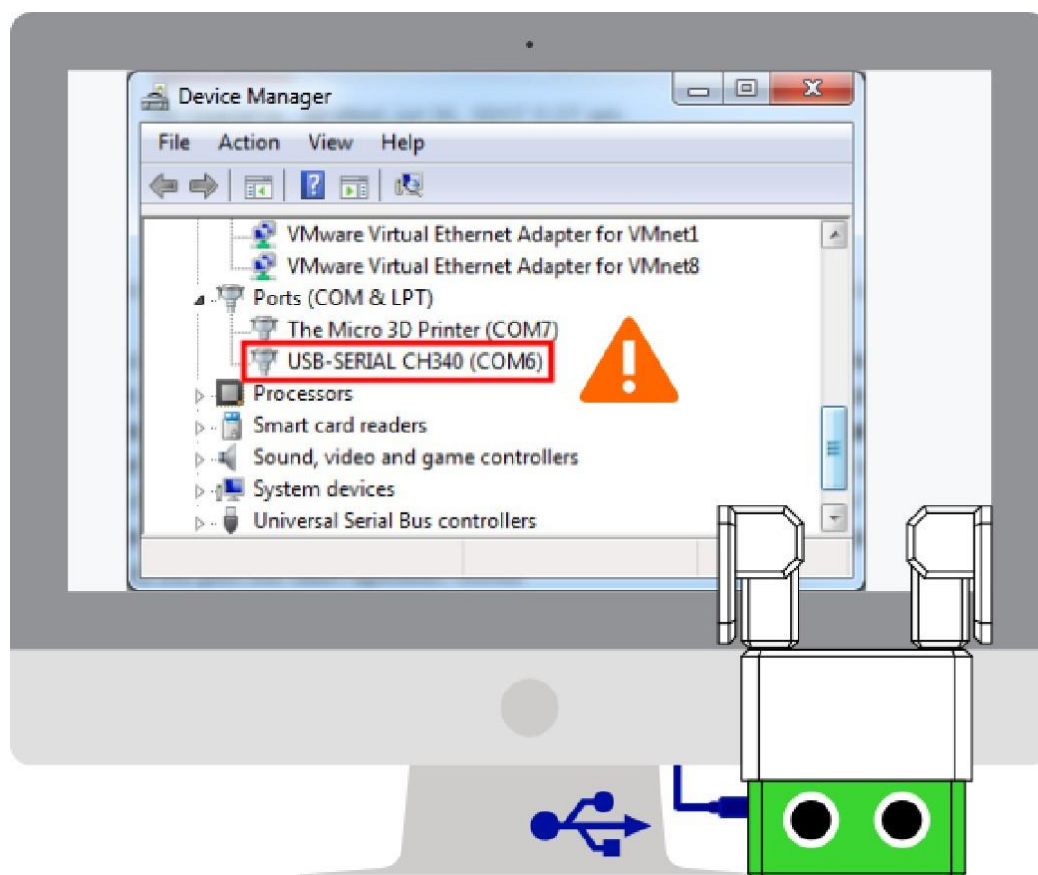 Device Manager
File Action View Help
VMware Virtual Ethernet Adapter for VMnet1
VMware Virtual Ethernet Adapter for VMnet8
Ports (COM & LPT)
The Micro 3D Printer (COM7)
USB-SERIAL CH340 (COM6)
Processors
Smart card readers
Sound, video and game controllers
System devices
Universal Serial Bus controllers